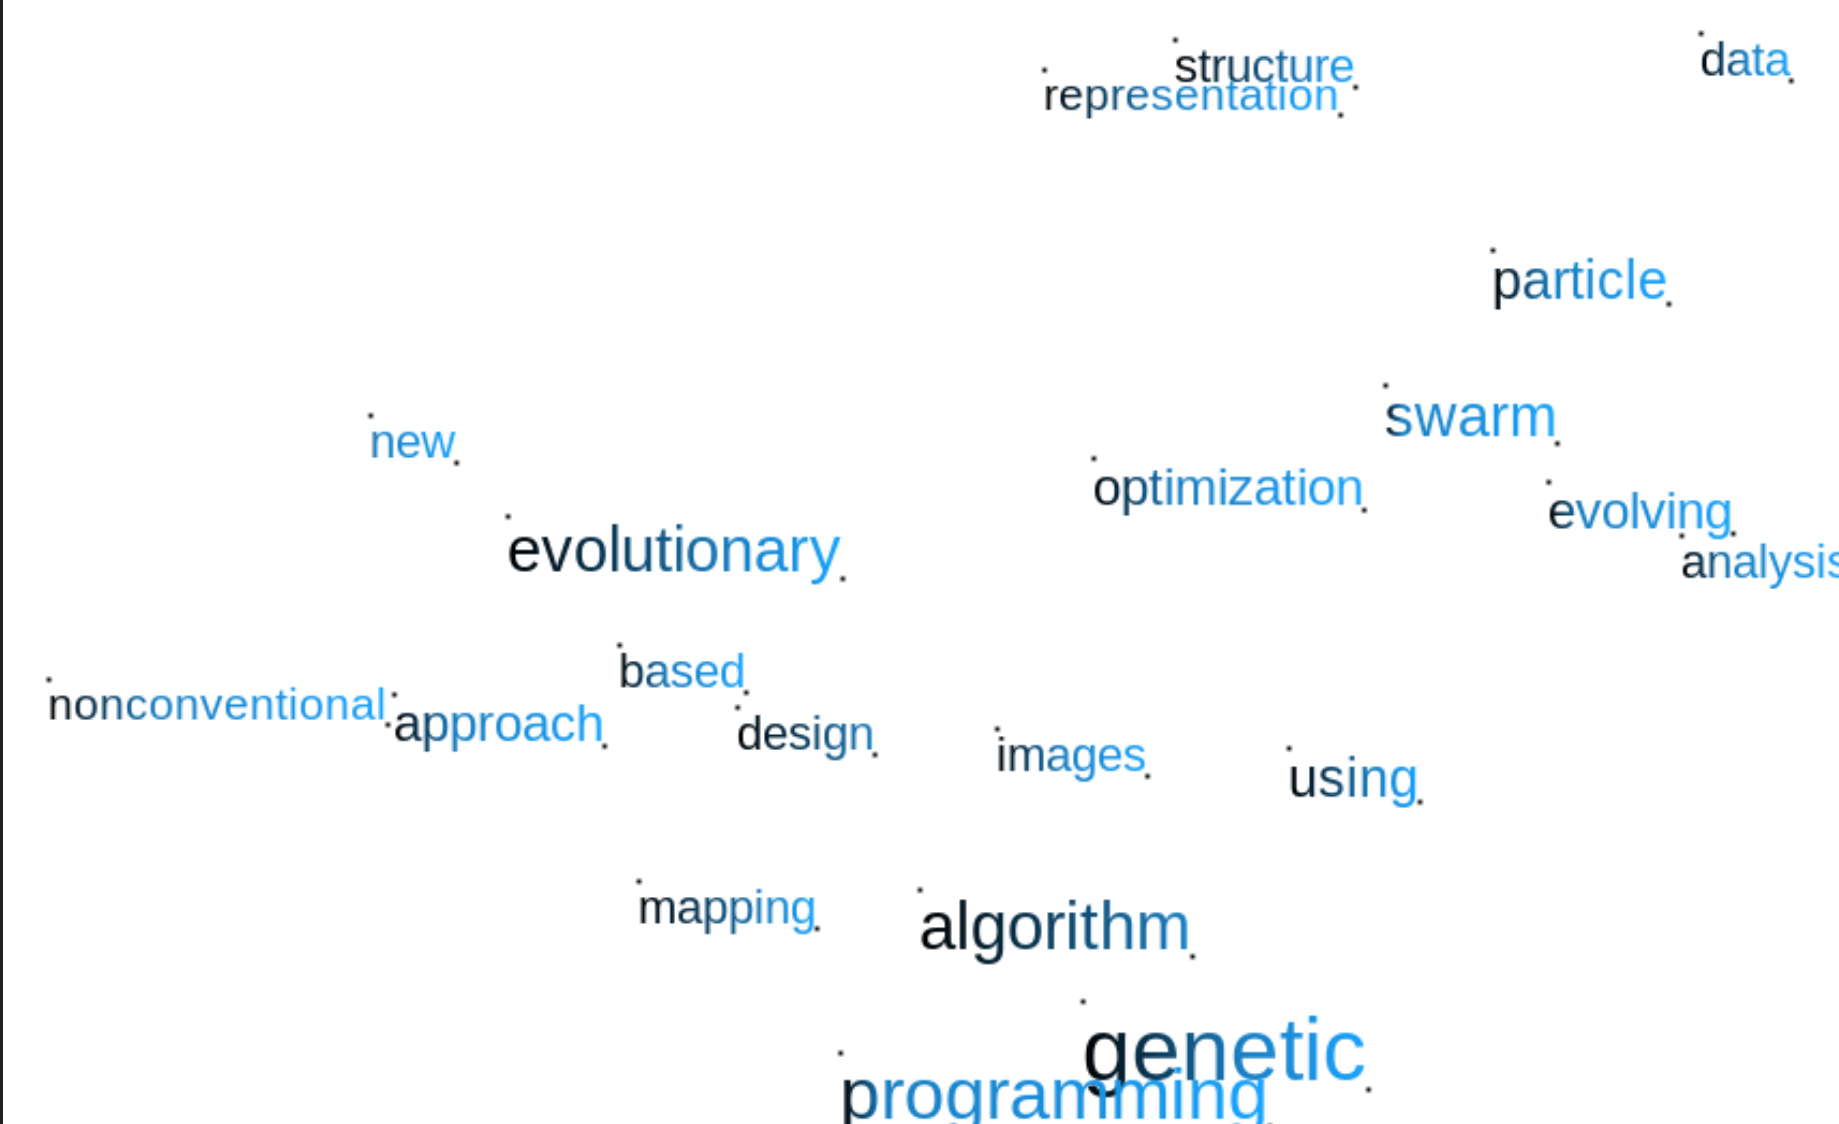 data
structure
representation
particle
swarm
new
optimization
evolving
evolutionary
analysis
based
nonconventional
approach
design
images
using
mapping
algorithm
genetic
programming